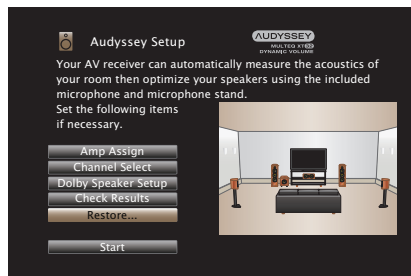 Audyssey Setup
AUDYSSEY
MULTEQ XT32
DYNAMIC VOLUME
Your AV receiver can automatically measure the acoustics of
your room then optimize your speakers using the included
microphone and microphone stand.
Set the following items
if necessary.
Amp Assign
Channel Select
Dolby Speaker Setup
Check Results
Restore...
Start